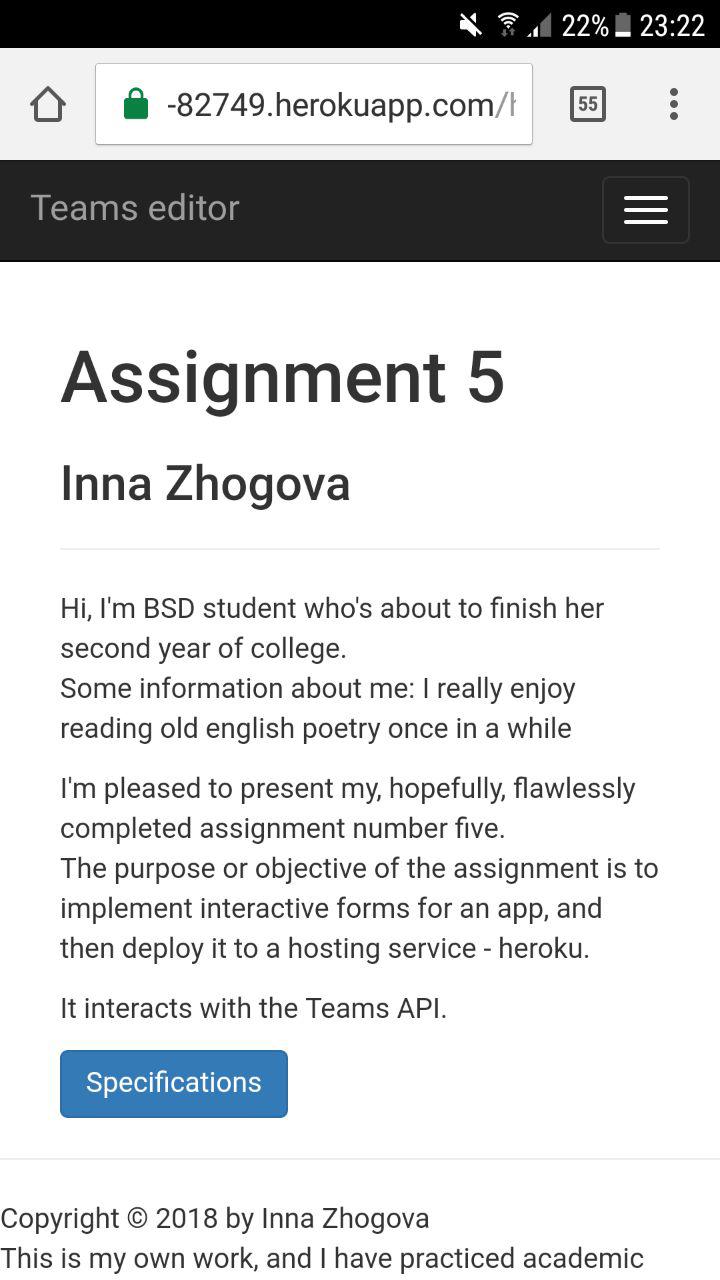 22% 23:22
-82749.herokuapp.com/
55
Teams editor
Assignment 5
Inna Zhogova
Hi, I'm BSD student who's about to finish her
second year of college.
Some information about me: I really enjoy
reading old english poetry once in a while
I'm pleased to present my, hopefully, flawlessly
completed assignment number five.
The purpose or objective of the assignment is to
implement interactive forms for an app, and
then deploy it to a hosting service - heroku.
It interacts with the Teams API.
Specifications
Copyright © 2018 by Inna Zhogova
This is my own work, and I have practiced academic